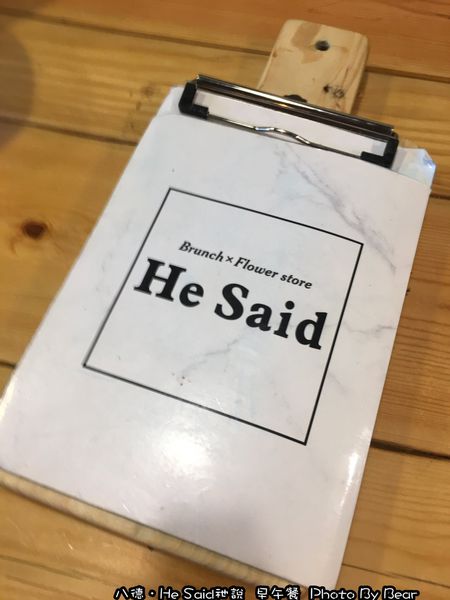 Brunch × Flower store
He Said
八德·He Said祂說 早午餐 Photo By Bear